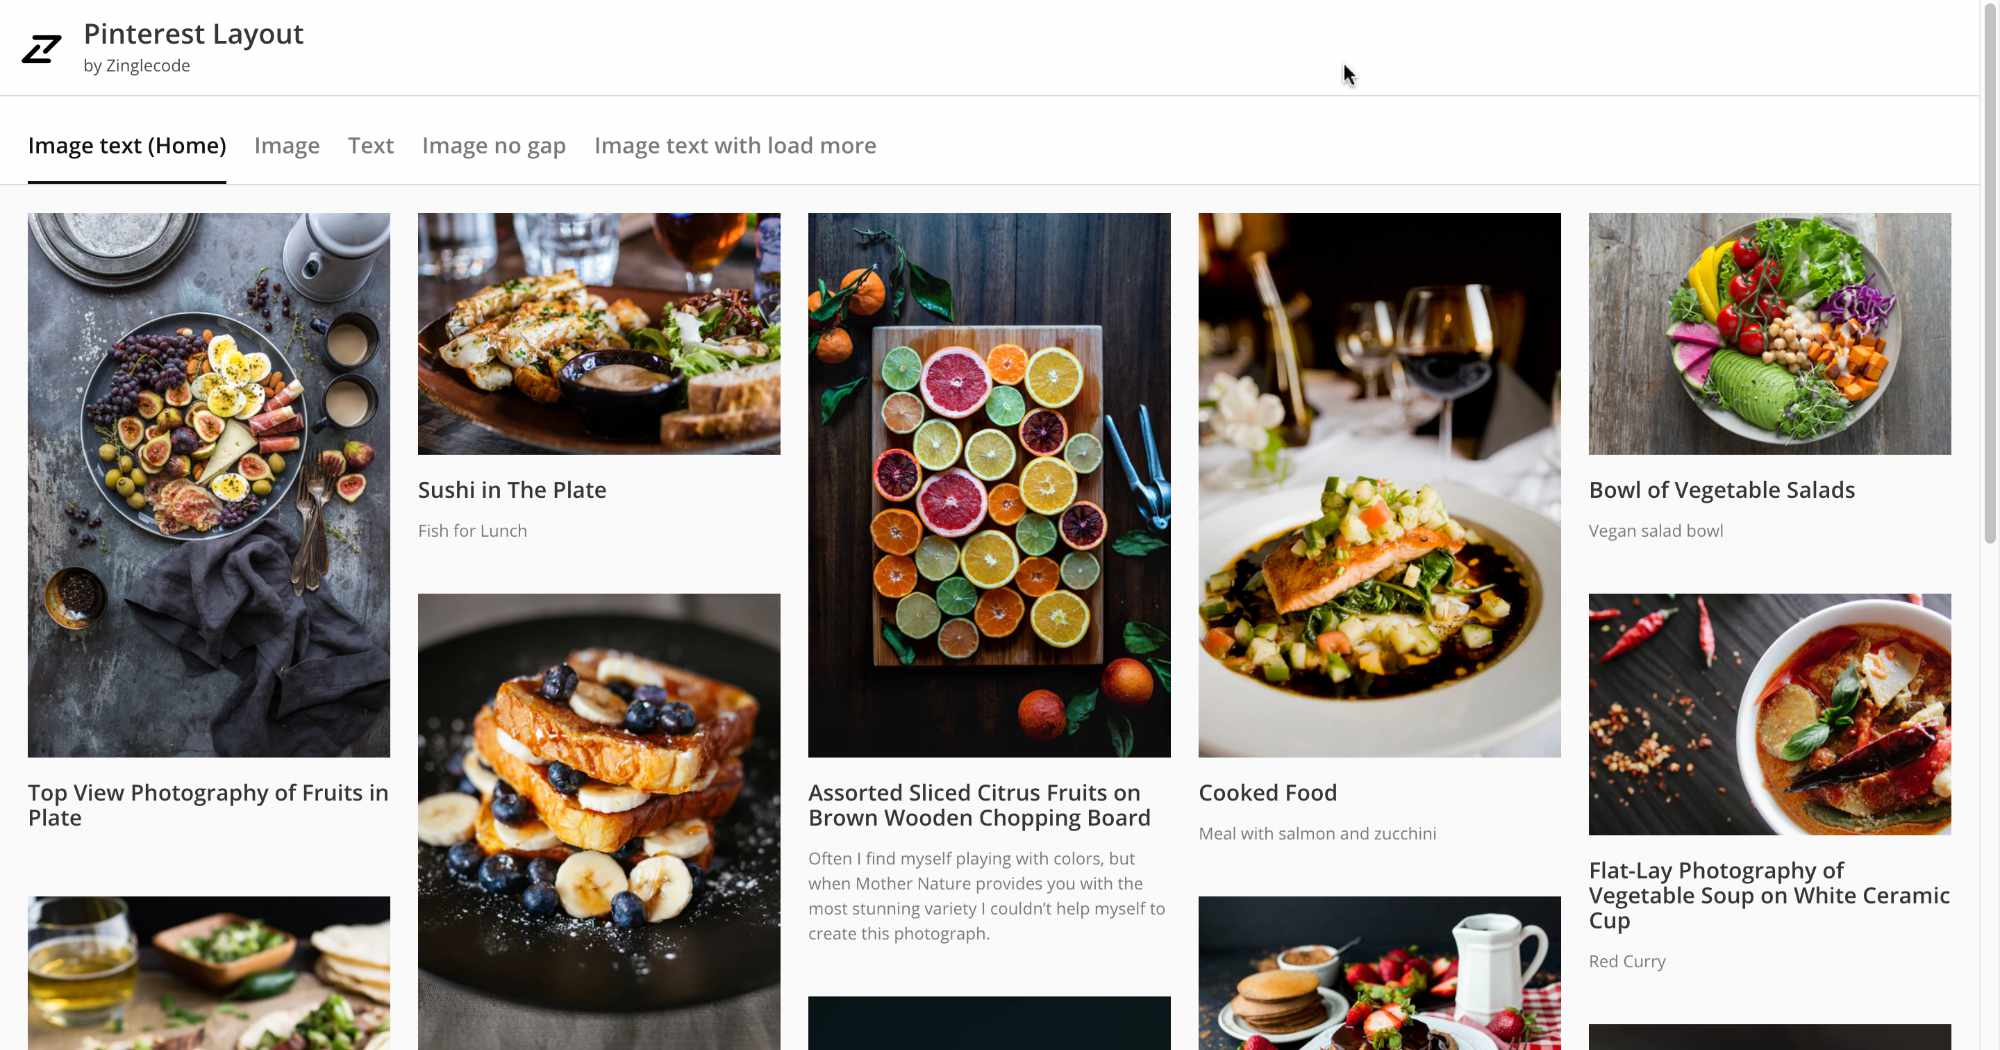 Pinterest Layout
by Zinglecode
Image text (Home)
Image
Text
Image no gap
Image text with load more
Top View Photography of Fruits in
Plate
Sushi in The Plate
Fish for Lunch
Assorted Sliced Citrus Fruits on
Brown Wooden Chopping Board
Often I find myself playing with colors, but
when Mother Nature provides you with the
most stunning variety I couldn't help myself to
create this photograph.
Cooked Food
Meal with salmon and zucchini
Bowl of Vegetable Salads
Vegan salad bowl
Flat-Lay Photography of
Vegetable Soup on White Ceramic
Cup
Red Curry